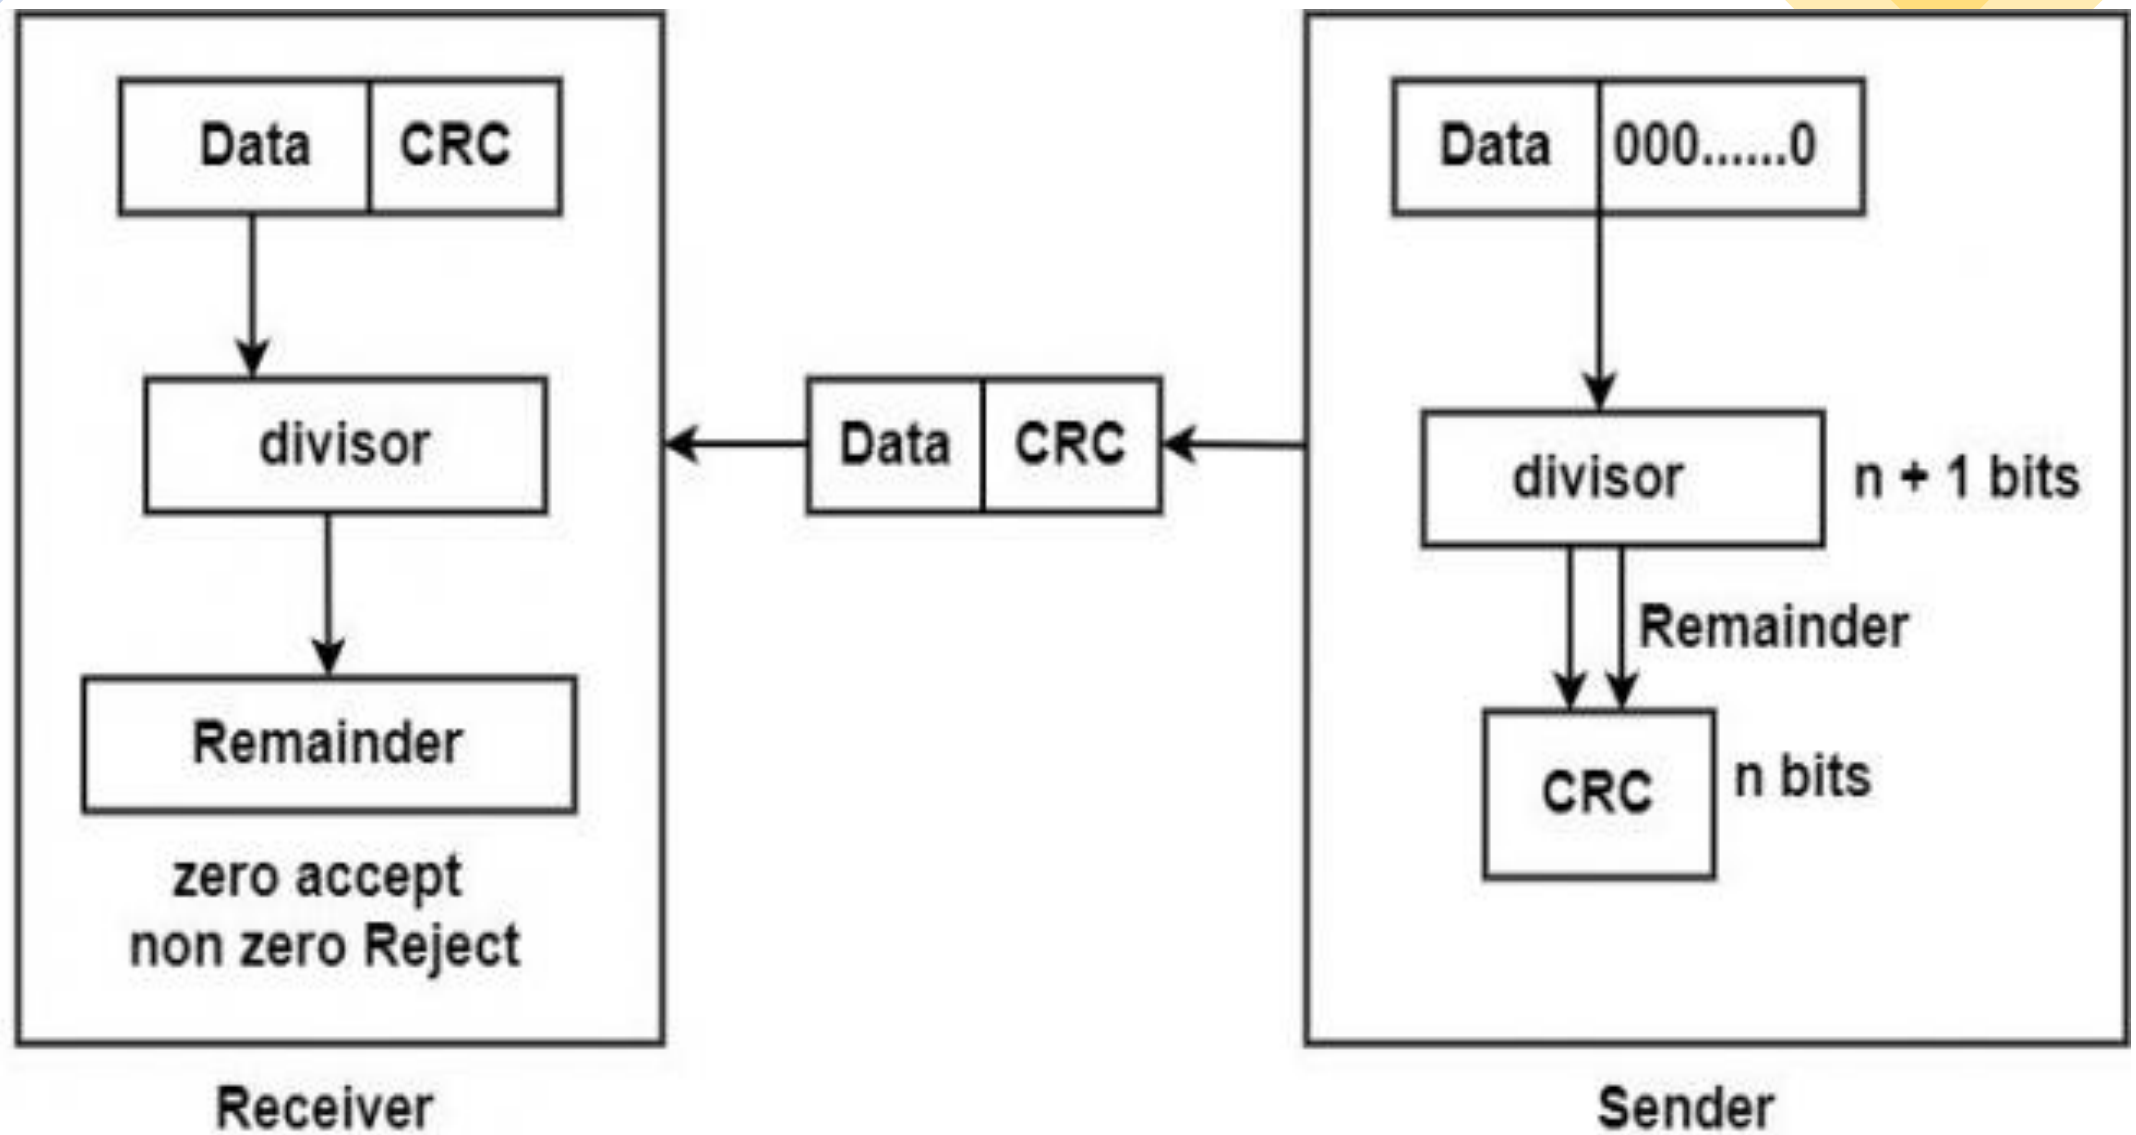 Data CRC
divisor
Remainder
zero accept
non zero Reject
Receiver
Data CRC
Data 000......0
divisor n + 1 bits
Remainder
CRC n bits
Sender